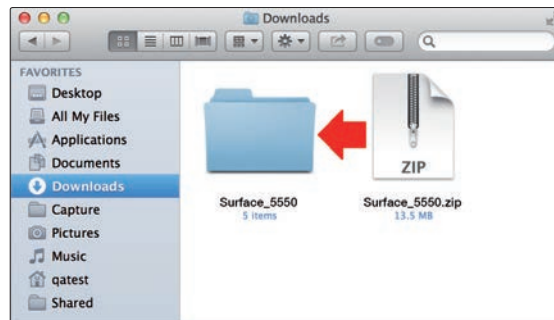 Downloads
FAVORITES
Desktop
All My Files
Applications
Documents
Downloads
Capture
Pictures
Music
qatest
Shared
ZIP
Surface_5550
5 items
Surface_5550.zip
13.5 MB